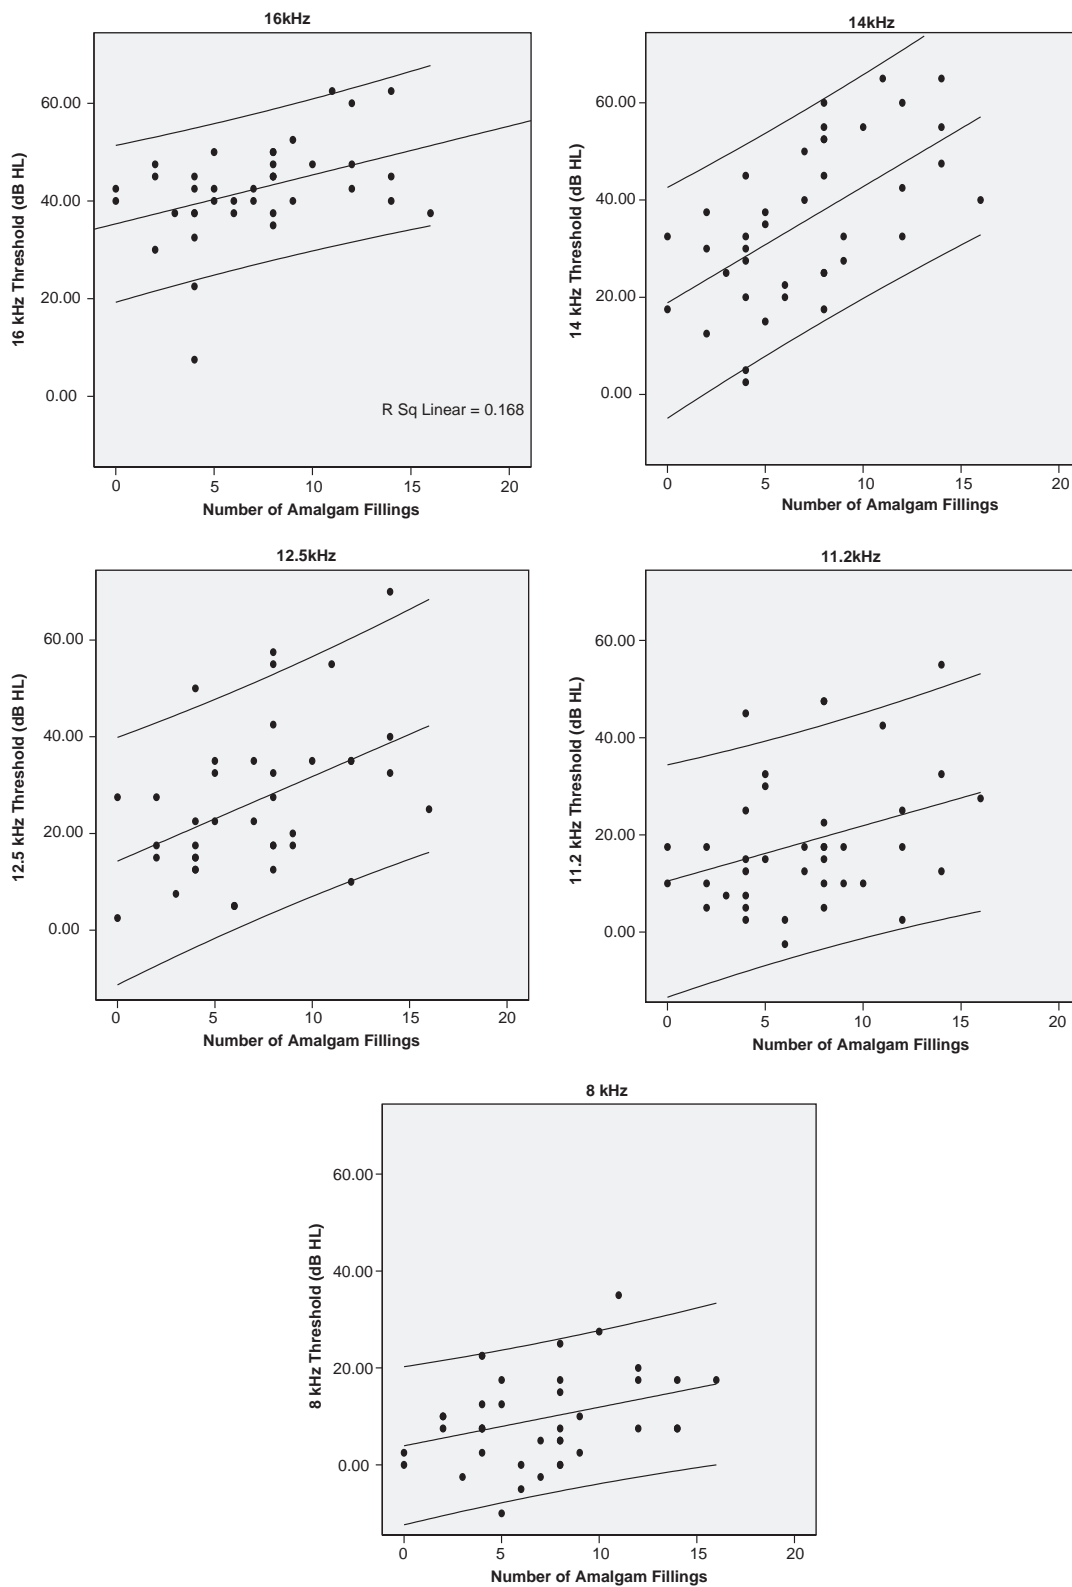 16kHz
16 kHz Threshold (dB HL)
60.00
40.00
20.00
0.00
R Sq Linear = 0.168
0 5 10 15 20
Number of Amalgam Fillings
14kHz
14 kHz Threshold (dB HL)
60.00
40.00
20.00
0.00
0 5 10 15 20
Number of Amalgam Fillings
12.5kHz
12.5 kHz Threshold (dB HL)
60.00
40.00
20.00
0.00
0 5 10 15 20
Number of Amalgam Fillings
11.2kHz
11.2 kHz Threshold (dB HL)
60.00
40.00
20.00
0.00
0 5 10 15 20
Number of Amalgam Fillings
8 kHz
8 kHz Threshold (dB HL)
60.00
40.00
20.00
0.00
0 5 10 15 20
Number of Amalgam Fillings